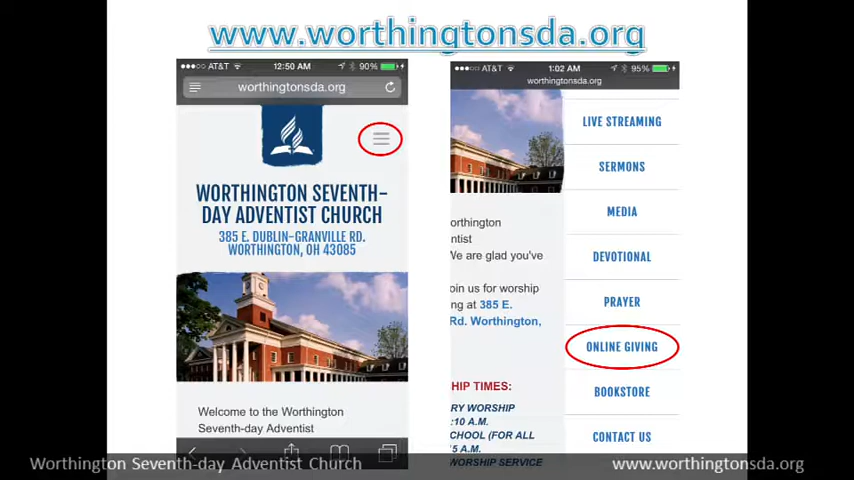 www.worthingtonsda.org
AT&T 12:50 AM 90%
worthingtonsda.org
WORTHINGTON SEVENTH-
DAY ADVENTIST CHURCH
385 E. DUBLIN-GRANVILLE RD.
WORTHINGTON, OH 43085
Welcome to the Worthington
Seventh-day Adventist
AT&T 1:02 AM 95%
worthingtonsda.org
orthington
ntist
We are glad you've
oin us for worship
ng at 385 E.
Rd. Worthington,
HIP TIMES:
RY WORSHIP
:10 A.M.
CHOOL (FOR ALL
5 A.M.
WORSHIP SERVICE
LIVE STREAMING
SERMONS
MEDIA
DEVOTIONAL
PRAYER
ONLINE GIVING
BOOKSTORE
CONTACT US
Worthington Seventh-day Adventist Church
www.worthingtonsda.org